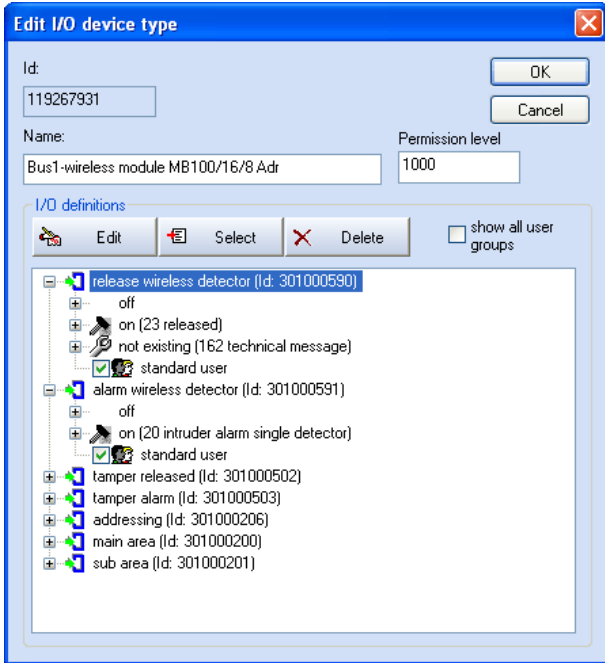 Edit I/O device type
Id:
OK
119267931
Cancel
Name:
Permission level
Bus1-wireless module MB100/16/8 Adr
1000
I/O definitions
Edit Select Delete
show all user
groups
release wireless detector (Id: 301000590)
off
on (23 released)
not existing (162 technical message)
standard user
alarm wireless detector (Id: 301000591)
off
on (20 intruder alarm single detector)
standard user
tamper released (Id: 301000502)
tamper alarm (Id: 301000503)
addressing (Id: 301000206)
main area (Id: 301000200)
sub area (Id: 301000201)